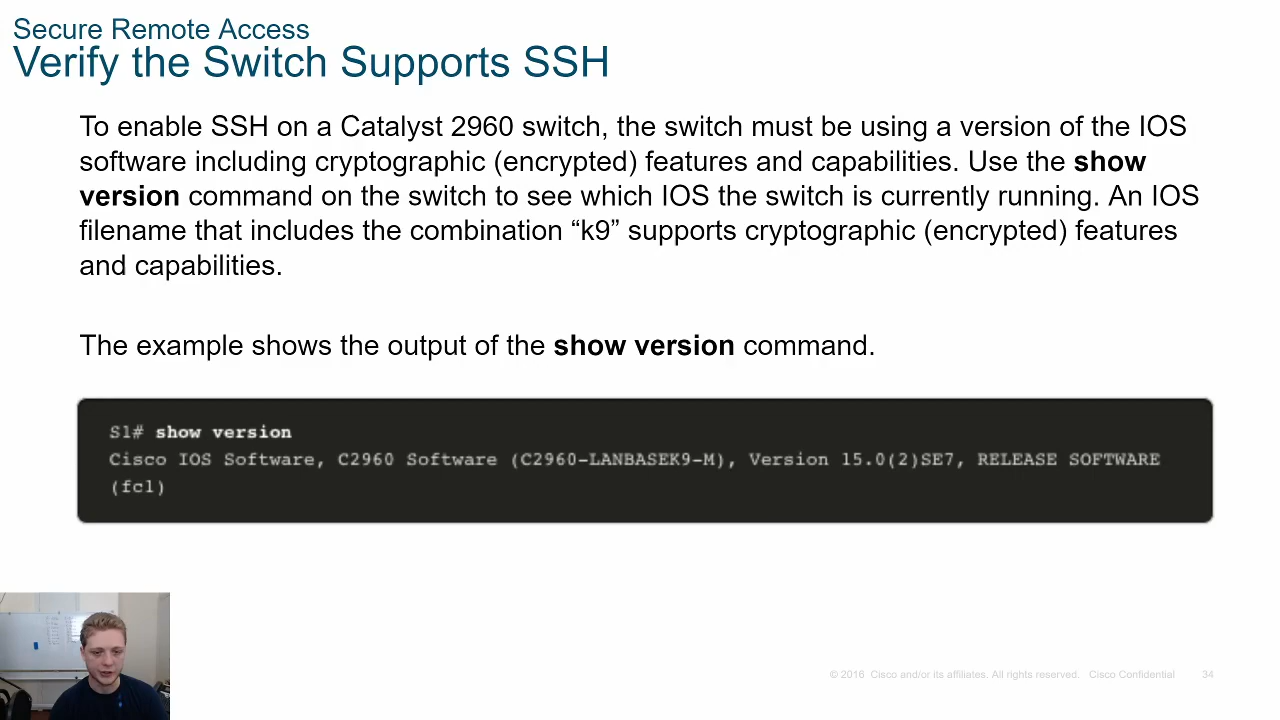 Secure Remote Access
Verify the Switch Supports SSH
To enable SSH on a Catalyst 2960 switch, the switch must be using a version of the IOS
software including cryptographic (encrypted) features and capabilities. Use the show
version command on the switch to see which IOS the switch is currently running. An IOS
filename that includes the combination “k9” supports cryptographic (encrypted) features
and capabilities.
The example shows the output of the show version command.
S1# show version
Cisco IOS Software, C2960 Software (C2960-LANBASEK9-M), Version 15.0(2)SE7, RELEASE SOFTWARE
(fc1)
© 2016 Cisco and/or its affiliates. All rights reserved. Cisco Confidential 34